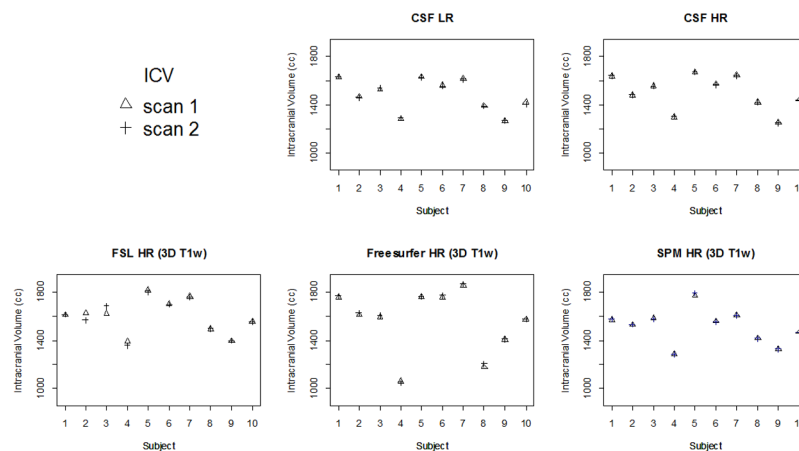 CSF LR
CSF HR
ICV
scan 1
scan 2
Intracranial Volume (cc)
1000 1400 1800
1 2 3 4 5 6 7 8 9 10
Subject
Intracranial Volume (cc)
1000 1400 1800
1 2 3 4 5 6 7 8 9
Subject
FSL HR (3D T1w)
Freesurfer HR (3D T1w)
SPM HR (3D T1w)
Intracranial Volume (cc)
1000 1400 1800
1 2 3 4 5 6 7 8 9 10
Subject
Intracranial Volume (cc)
1000 1400 1800
1 2 3 4 5 6 7 8 9 10
Subject
Intracranial Volume (cc)
1000 1400 1800
1 2 3 4 5 6 7 8 9
Subject